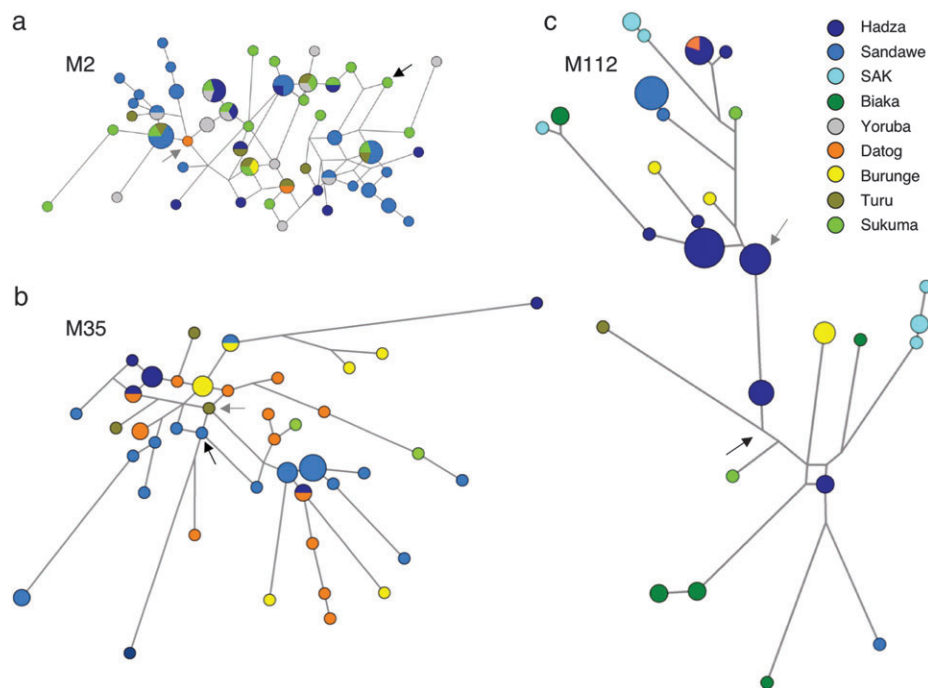 a
M2
b
M35
c
M112
Hadza
Sandawe
SAK
Biaka
Yoruba
Datog
Burunge
Turu
Sukuma